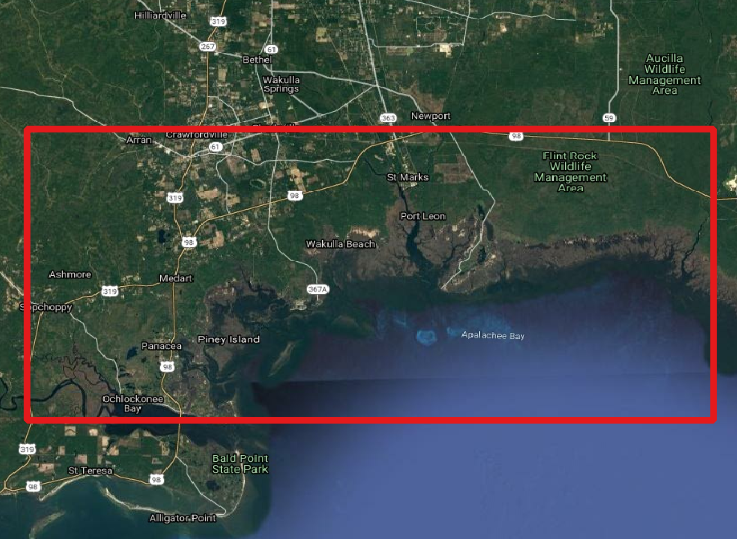 Hilliardville
319
267
61
Bethel
Wakulla
Springs
Aucilla
Wildlife
Management
Area
363
Newport
59
Crawfordville
Arran
61
98
Flint Rock
Wildlife
Management
Area
St Marks
319
98
Port Leon
98
Wakulla Beach
Ashmore
319
Medart
367A
Sopchoppy
Piney Island
Apalachee Bay
Panacea
98
Ochlockonee
Bay
319
Bald Point
State Park
St Teresa
98
98
Alligator Point